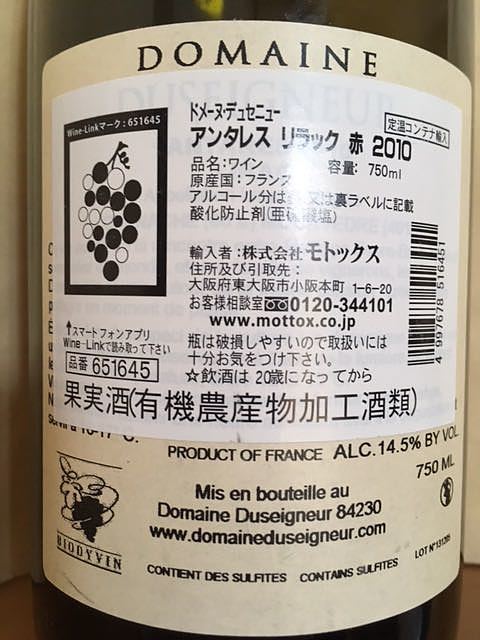 DOMAINE
DUSEIGNEUR
Wine-Linkマーク:651645
ドメーヌ・デュセニュー
定温コンテナ輸入
アンタレス リラック 赤 2010
品名:ワイン 容量: 750ml
原産国:フランス
アルコール分は 又は裏ラベルに記載
酸化防止剤(亜硫酸塩)
輸入者:株式会社モトックス
住所及び引取先:
大阪府東大阪市小阪本町 1-6-20
お客様相談室 0120-344101
www.mottox.co.jp
4 997678 516451
↑スマートフォンアプリ
Wine-Linkで読み取って下さい
品番 651645
瓶は破損しやすいので取扱いには
十分お気をつけ下さい。
☆飲酒は 20歳になってから
果実酒(有機農産物加工酒類)
PRODUCT OF FRANCE ALC.14.5% BY VOL.
750 ML
Mis en bouteille au
Domaine Duseigneur 84230
www.domaineduseigneur.com
BIODYVIN
CONTIENT DES SULFITES CONTAINS SULFITES